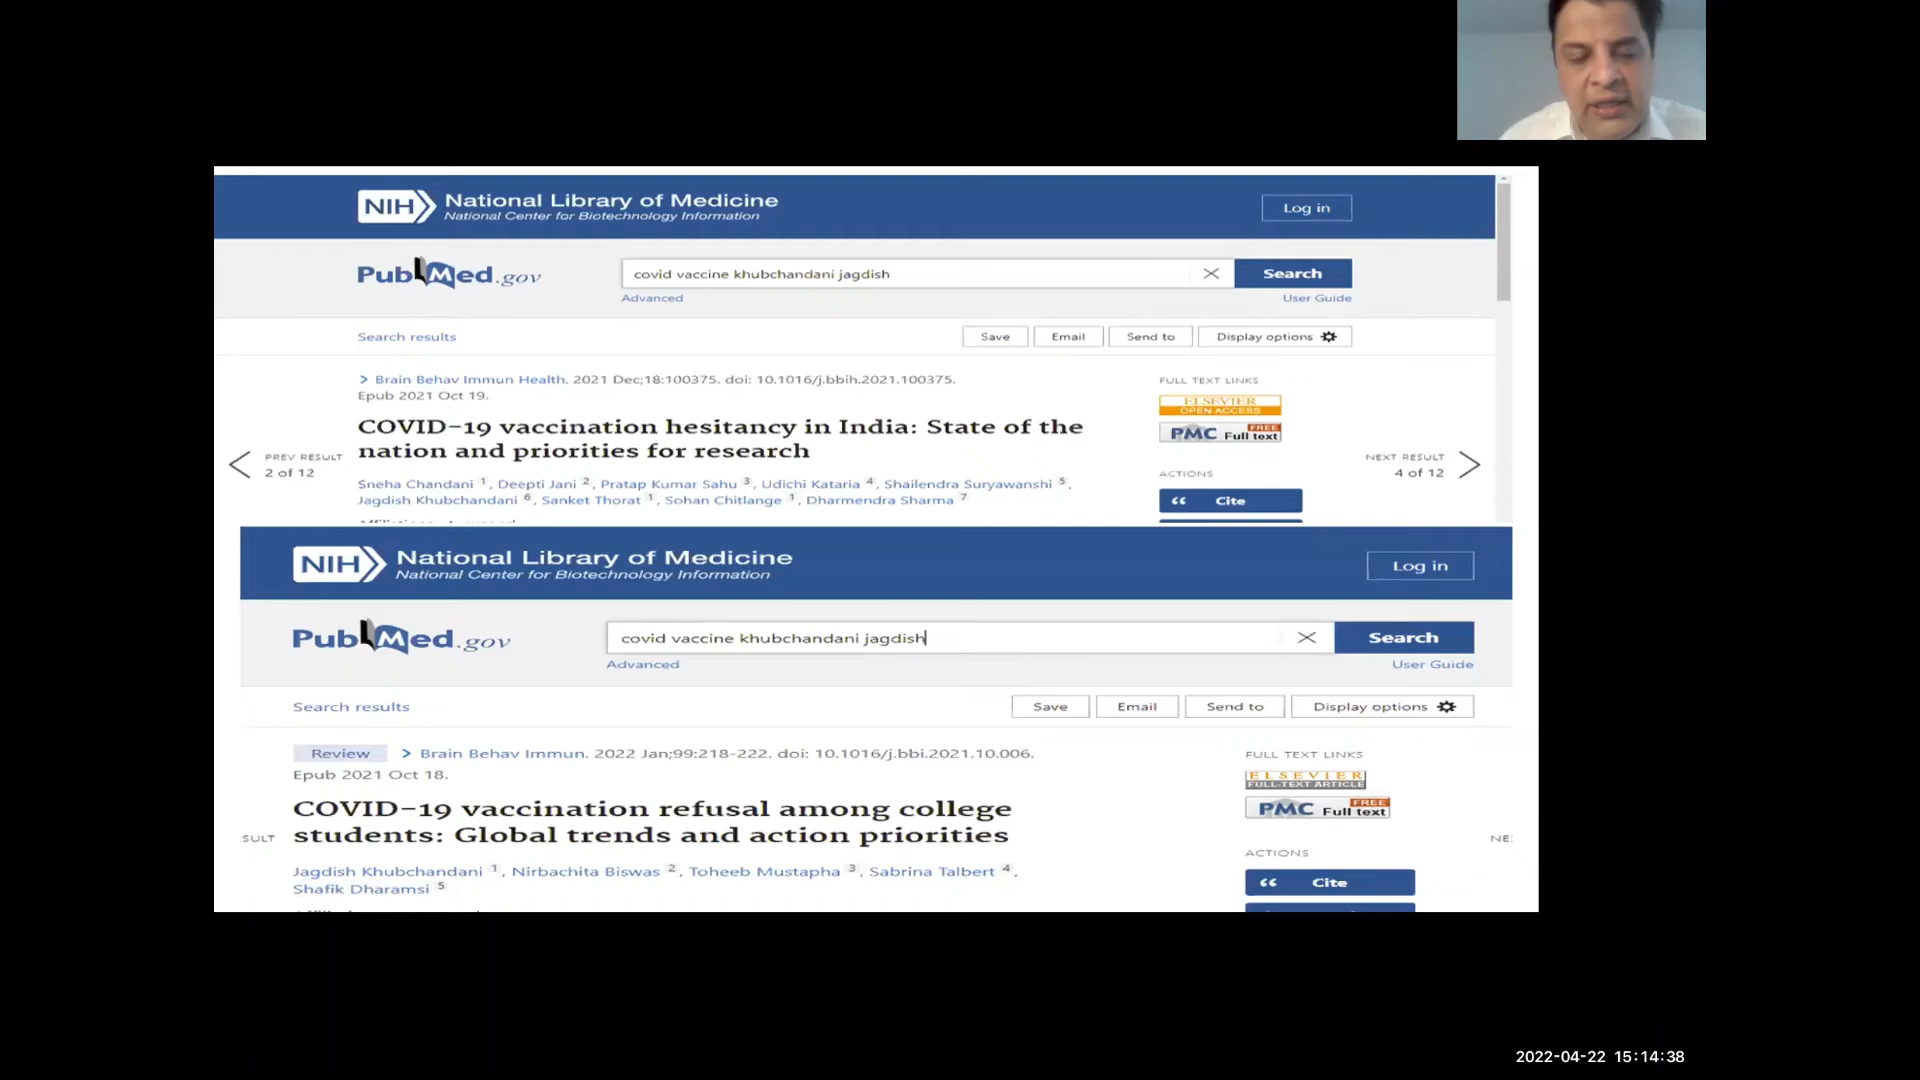 NIH National Library of Medicine
National Center for Biotechnology Information
Log in
PubMed.gov
covid vaccine khubchandani jagdish
Search
Advanced
User Guide
Search results
Save
Email
Send to
Display options
Brain Behav Immun Health. 2021 Dec;18:100375. doi: 10.1016/j.bbih.2021.100375.
Epub 2021 Oct 19.
COVID-19 vaccination hesitancy in India: State of the
nation and priorities for research
Sneha Chandani 1, Deepti Jani 2, Pratap Kumar Sahu 3, Udichi Kataria 4, Shailendra Suryawanshi 5,
Jagdish Khubchandani 6, Sanket Thorat 1, Sohan Chitlange 1, Dharmendra Sharma 7
PREV RESULT
2 of 12
FULL TEXT LINKS
ELSEVIER
OPEN ACCESS
PMC FREE Full text
NEXT RESULT
4 of 12
ACTIONS
Cite
NIH National Library of Medicine
National Center for Biotechnology Information
Log in
PubMed.gov
covid vaccine khubchandani jagdish
Search
Advanced
User Guide
Search results
Save
Email
Send to
Display options
Review
Brain Behav Immun. 2022 Jan;99:218-222. doi: 10.1016/j.bbi.2021.10.006.
Epub 2021 Oct 18.
COVID-19 vaccination refusal among college
students: Global trends and action priorities
SULT
Jagdish Khubchandani 1, Nirbachita Biswas 2, Toheeb Mustapha 3, Sabrina Talbert 4,
Shafik Dharamsi 5
FULL TEXT LINKS
ELSEVIER
FULL-TEXT ARTICLE
PMC FREE Full text
NE
ACTIONS
Cite
2022-04-22 15:14:38